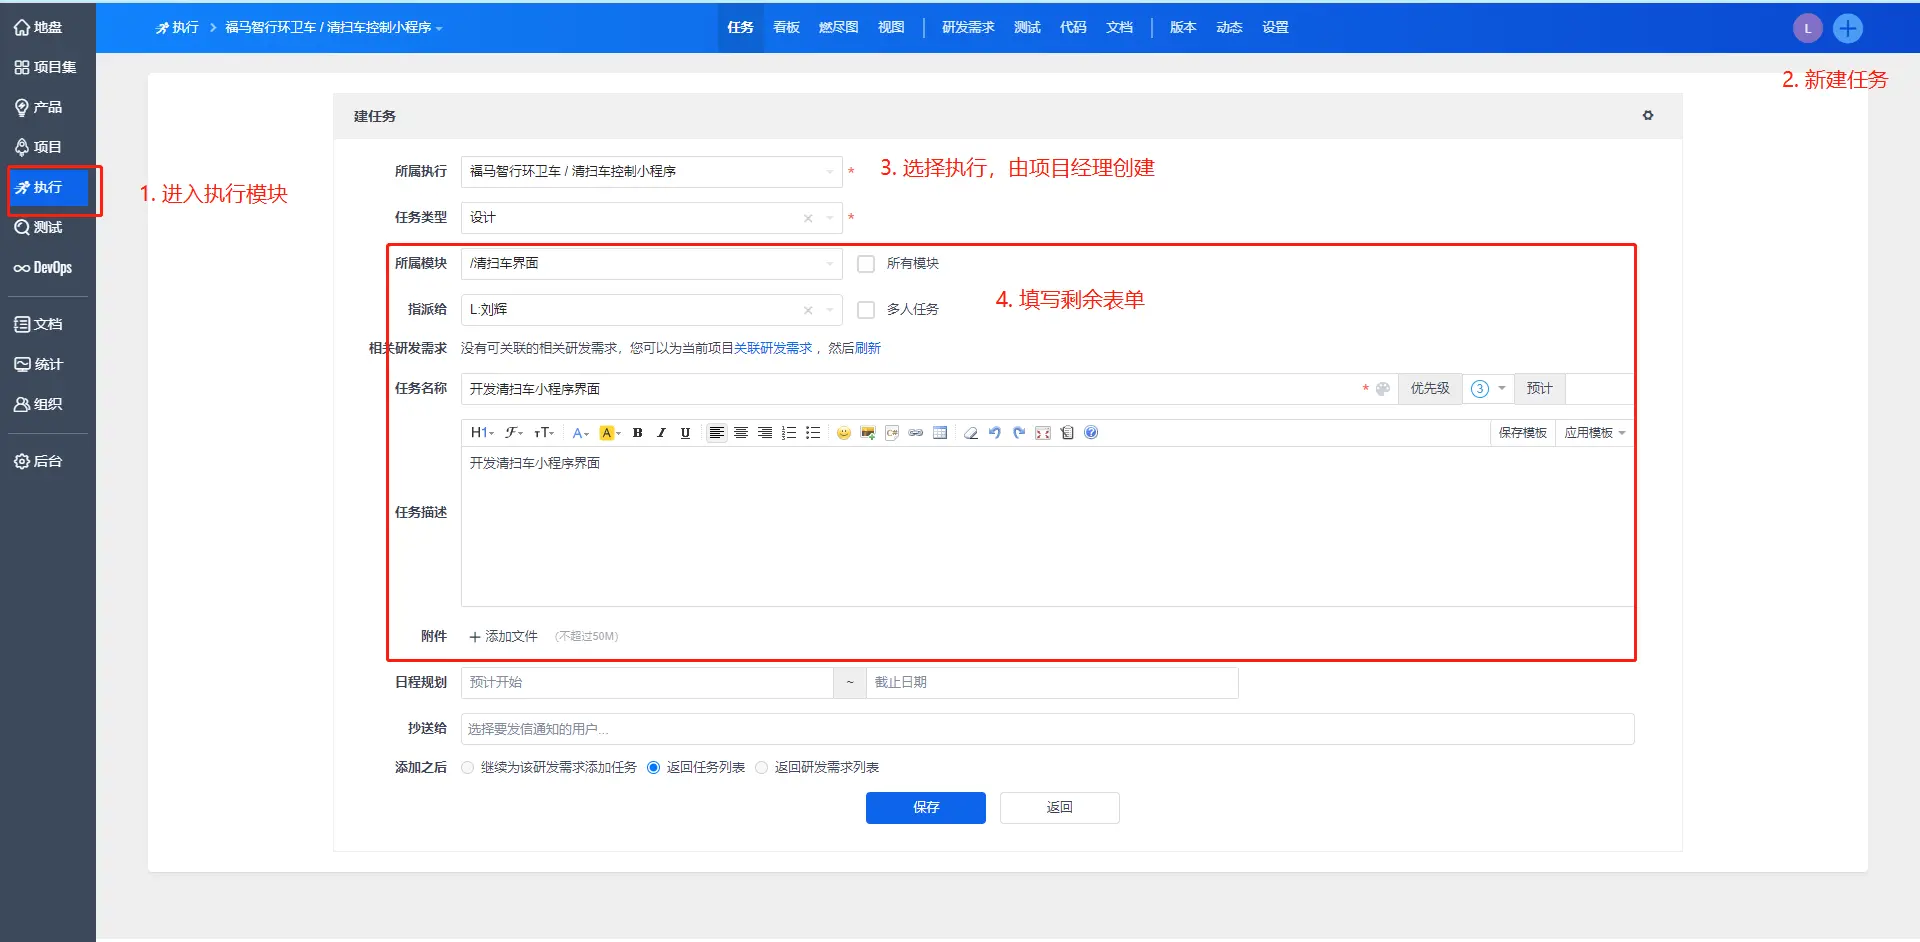 地盘
项目集
产品
项目
执行
测试
DevOps
文档
统计
组织
后台
执行 > 福马智行环卫车 / 清扫车控制小程序
任务 看板 燃尽图 视图 | 研发需求 测试 代码 文档 | 版本 动态 设置
L
1. 进入执行模块
2. 新建任务
建任务
所属执行 福马智行环卫车 / 清扫车控制小程序 *
3. 选择执行，由项目经理创建
任务类型 设计 *
所属模块 /清扫车界面 所有模块
指派给 L:刘辉 多人任务
4. 填写剩余表单
相关研发需求 没有可关联的相关研发需求，您可以为当前项目关联研发需求 ，然后刷新
任务名称 开发清扫车小程序界面 * 优先级 3 预计
H1 F TT A A B I U C# 保存模板 应用模板
开发清扫车小程序界面
任务描述
附件 添加文件 (不超过50M)
日程规划 预计开始 ~ 截止日期
抄送给 选择要发信通知的用户...
添加之后 继续为该研发需求添加任务 返回任务列表 返回研发需求列表
保存 返回